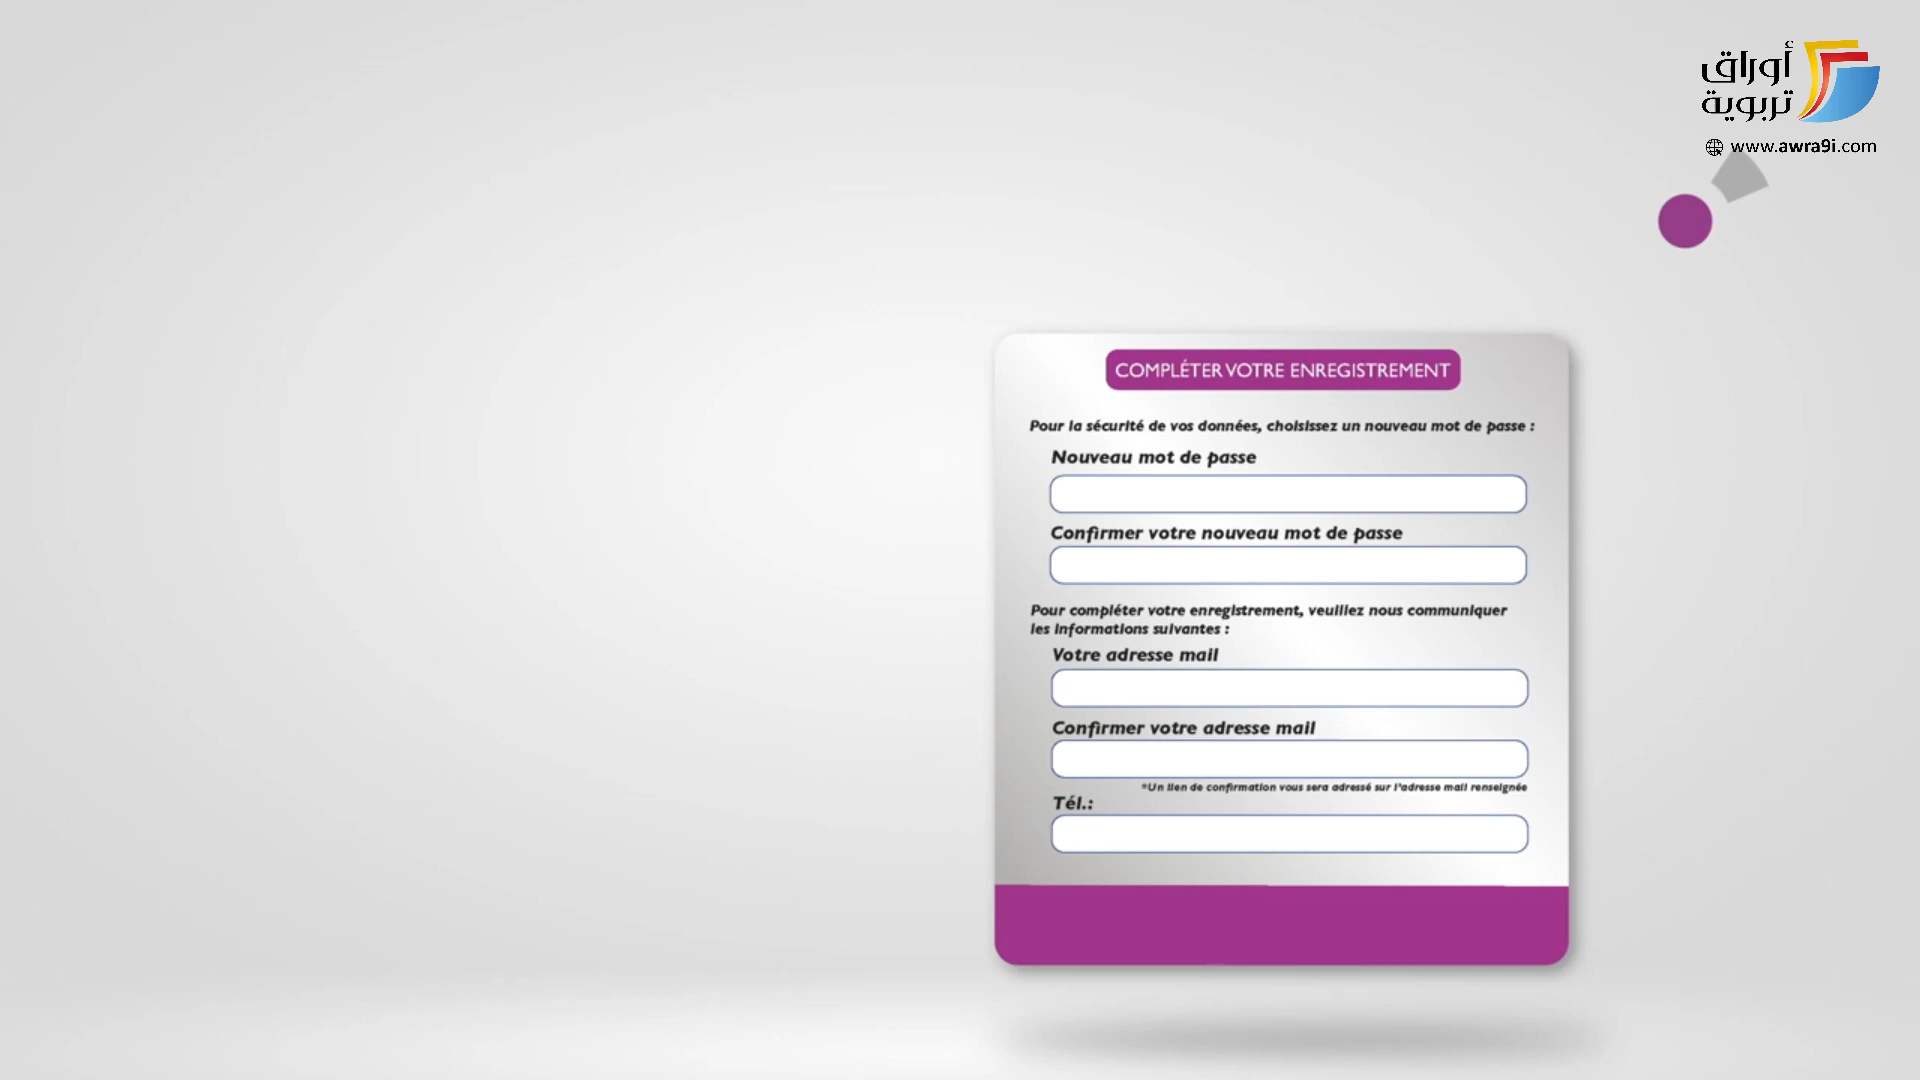 أوراق
تربوية
www.awra9i.com
COMPLÉTER VOTRE ENREGISTREMENT
Pour la sécurité de vos données, choisissez un nouveau mot de passe :
Nouveau mot de passe
Confirmer votre nouveau mot de passe
Pour compléter votre enregistrement, veuillez nous communiquer
les informations suivantes :
Votre adresse mail
Confirmer votre adresse mail
*Un lien de confirmation vous sera adressé sur l'adresse mail renseignée
Tél.: